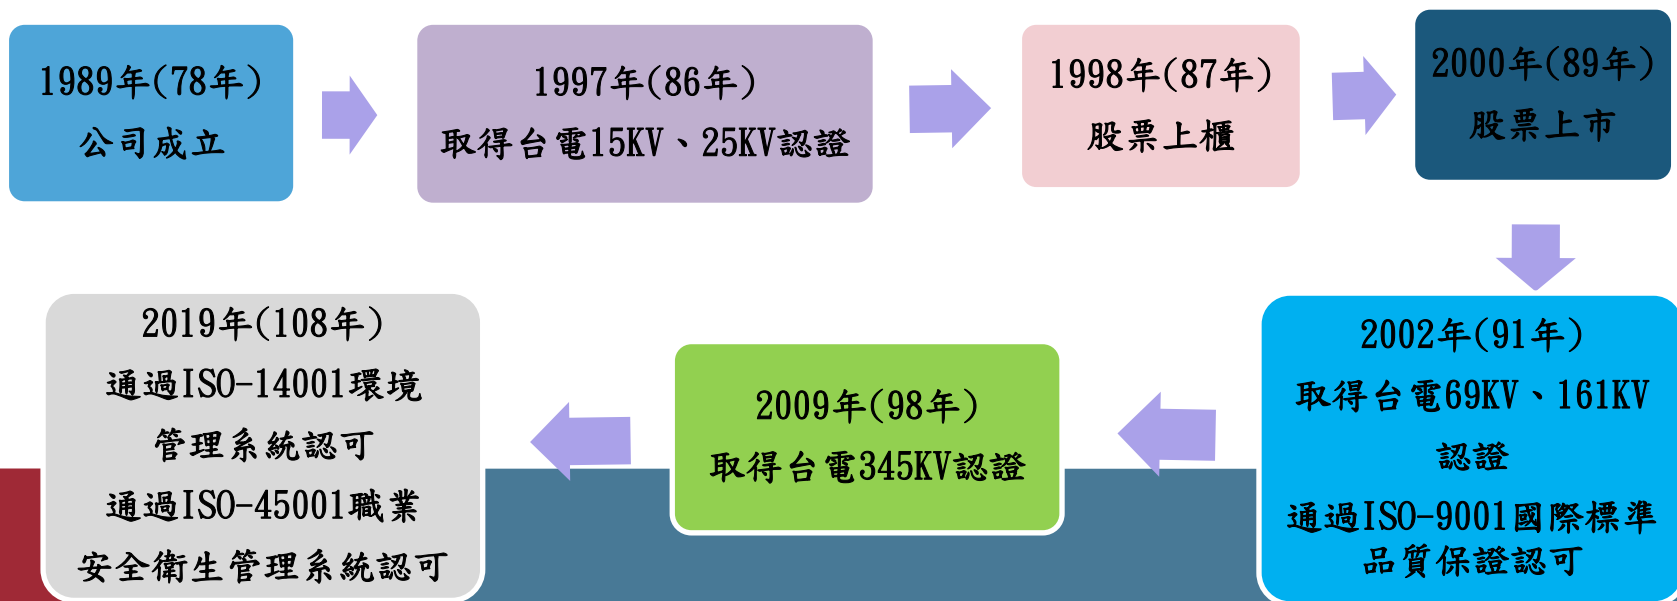 1989年(78年)
公司成立
1997年(86年)
取得台電15KV、25KV認證
1998年(87年)
股票上櫃
2000年(89年)
股票上市
2002年(91年)
取得台電69KV、161KV
認證
通過ISO-9001國際標準
品質保證認可
2009年(98年)
取得台電345KV認證
2019年(108年)
通過ISO-14001環境
管理系統認可
通過ISO-45001職業
安全衛生管理系統認可